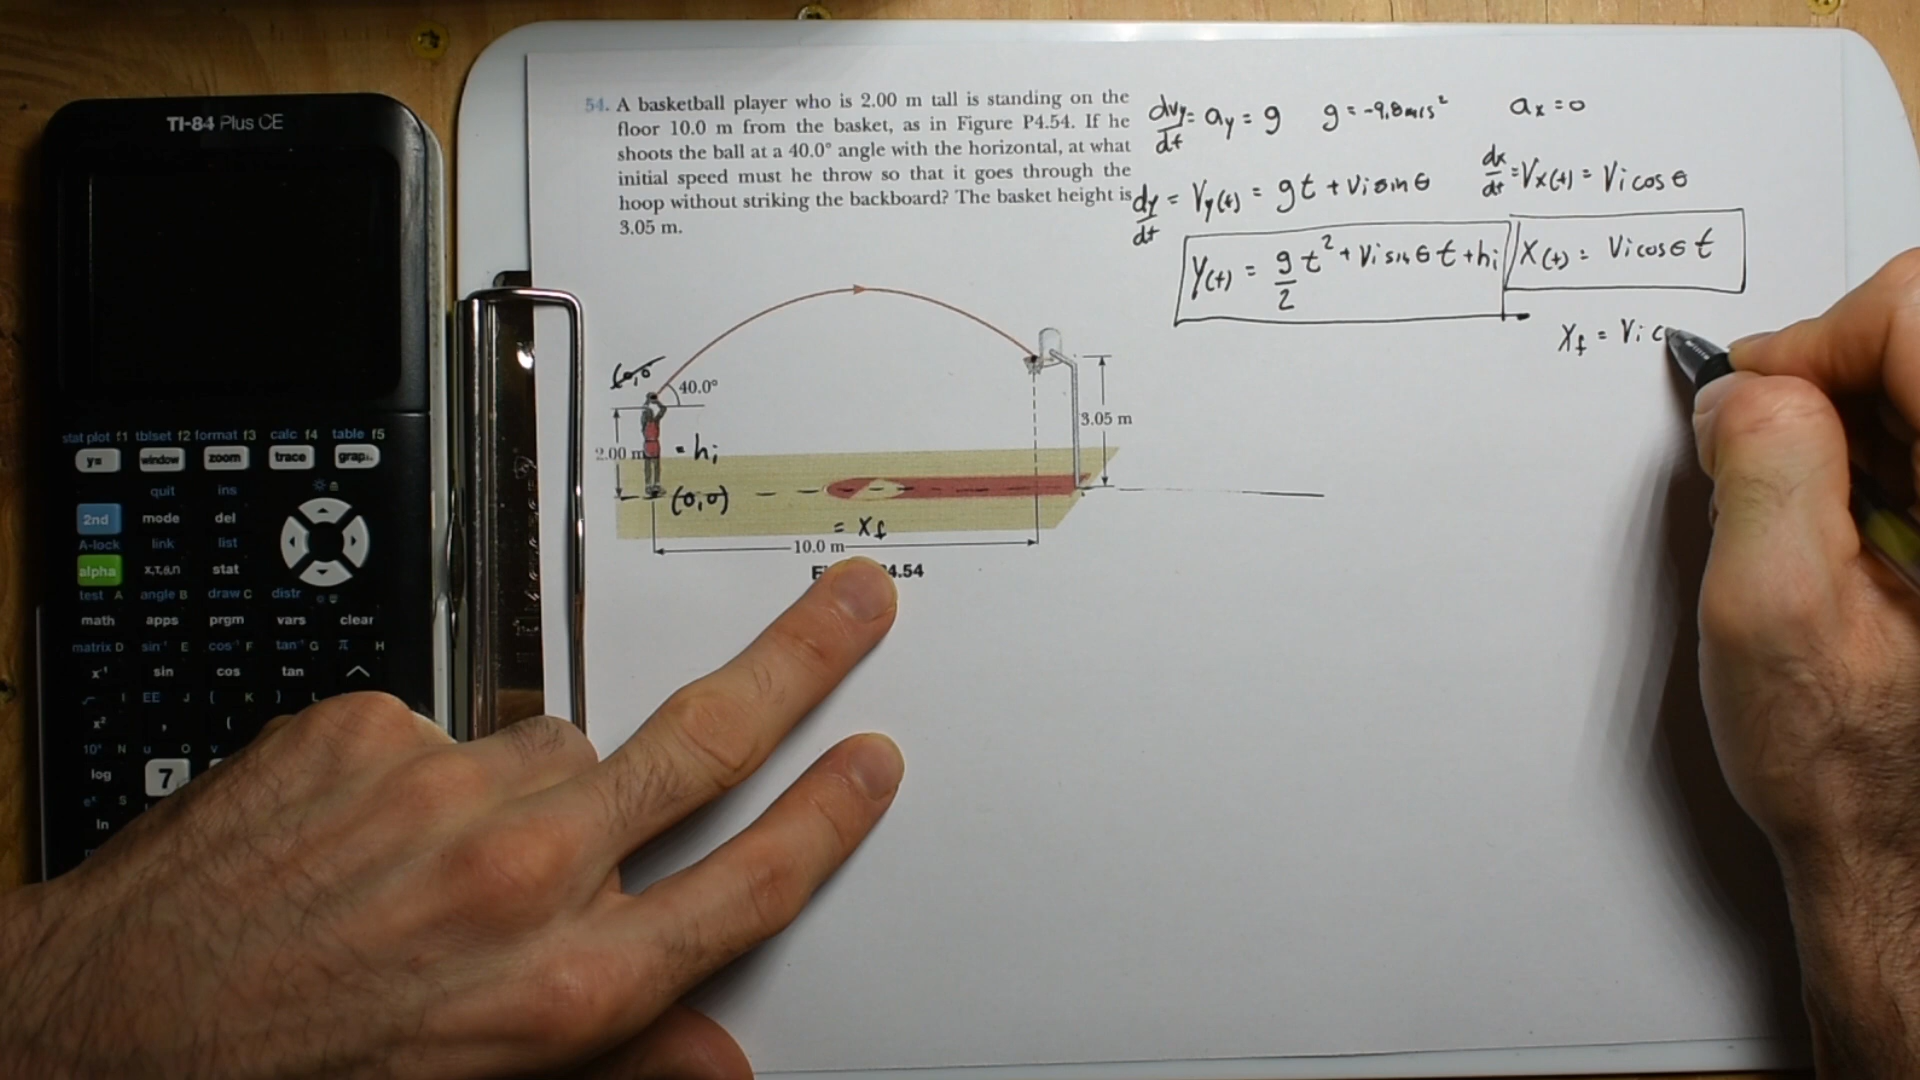 TI-84 Plus CE
54. A basketball player who is 2.00 m tall is standing on the
floor 10.0 m from the basket, as in Figure P4.54. If he
shoots the ball at a 40.0° angle with the horizontal, at what
initial speed must he throw so that it goes through the
hoop without striking the backboard? The basket height is
3.05 m.
dvy/dt = ay = g g = -9.8m/s² ax = 0
dy/dt = Vy(t) = gt + Vi sin θ
dx/dt = Vx(t) = Vi cos θ
Y(t) = g/2 t² + Vi sin θ t + hi
X(t) = Vi cos θ t
Xf = Vi c
(0,0)
40.0°
2.00 m
= hi
(0,0)
3.05 m
= Xf
10.0 m
4.54
stat plot f1 tblset f2 format f3 calc f4 table f5
y= window zoom trace
quit ins
2nd mode del
A-lock link list
alpha X,T,θ,n stat
test A angle B draw C distr
math apps prgm vars clear
matrix D sin⁻¹ E cos⁻¹ F tan⁻¹ G π H
x⁻¹ sin cos tan ^
√ I EE J { K } L
x² , (
10ˣ N u O v
log 7
eˣ S
ln